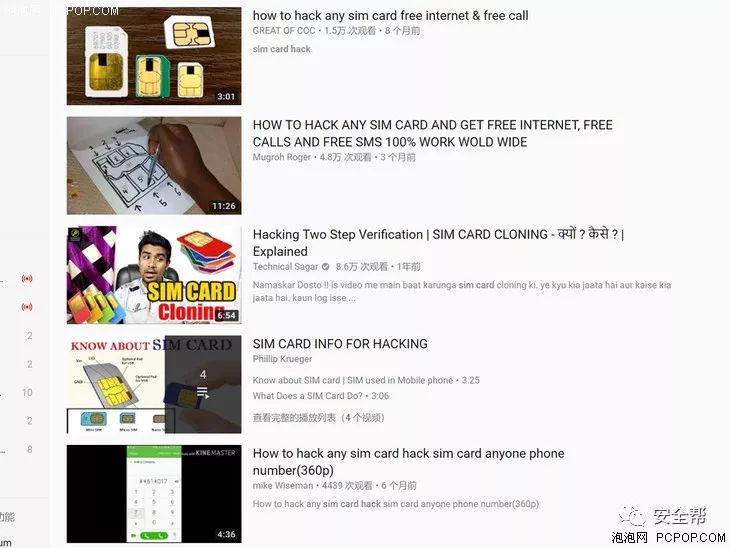 泡泡网 PCPOP.COM
how to hack any sim card free internet & free call
GREAT OF COC • 1.5万 次观看 • 8 个月前
sim card hack.
3:01
HOW TO HACK ANY SIM CARD AND GET FREE INTERNET, FREE
CALLS AND FREE SMS 100% WORK WOLD WIDE
Mugroh Roger • 4.8万 次观看 • 3 个月前
11:26
Hacking Two Step Verification | SIM CARD CLONING - क्यों ? कैसे ? |
Explained
Technical Sagar 8.6万 次观看 • 1年前
Namaskar Dosto !! is video me main baat karunga sim card cloning ki. ye kyu kia jaata hai aur kaise kia
jaata hai. kaun log isse ...
SIM CARD
Cloning
6:54
2
2
10
2
8
KNOW ABOUT SIM CARD
4
SIM CARD INFO FOR HACKING
Phillip Krueger
Know about SIM card | SIM used in Mobile phone • 3:25
What Does a SIM Card Do? • 3:06
查看完整的播放列表（4 个视频）
How to hack any sim card hack sim card anyone phone
number(360p)
mike Wiseman • 4439 次观看 • 6 个月前
How to hack any sim card hack sim card anyone phone number(360p)
KINEMASTER
4:36
功能
um
安全帮
泡泡网 PCPOP.COM